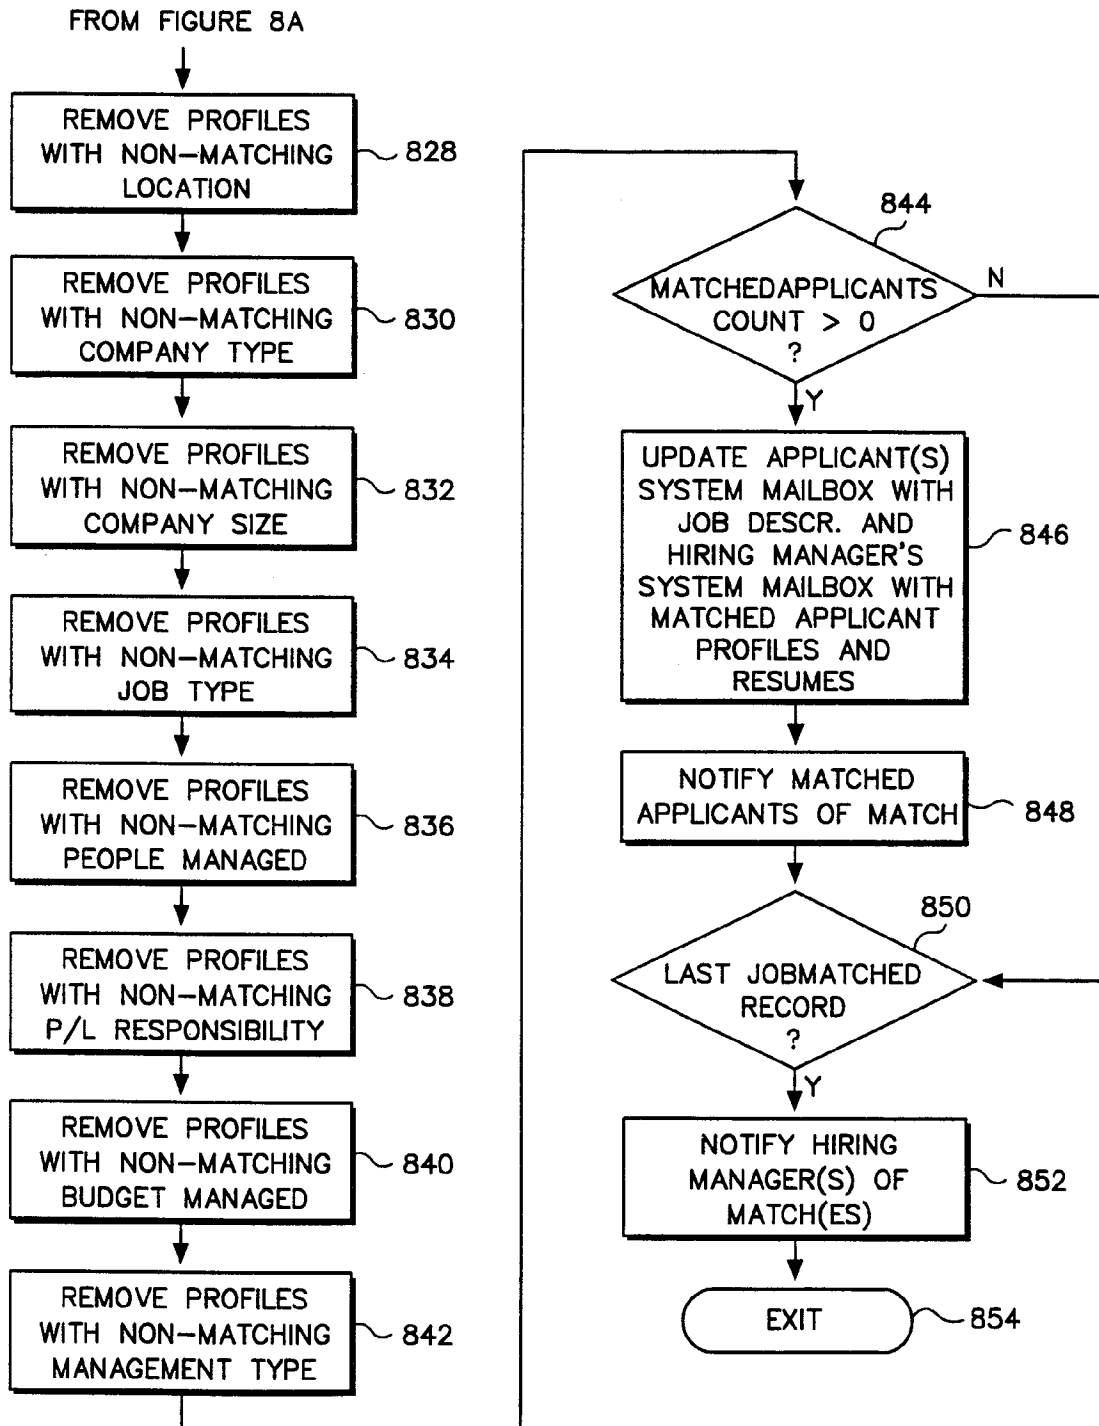 FROM FIGURE 8A
REMOVE PROFILES
WITH NON-MATCHING
LOCATION
828
REMOVE PROFILES
WITH NON-MATCHING
COMPANY TYPE
830
REMOVE PROFILES
WITH NON-MATCHING
COMPANY SIZE
832
REMOVE PROFILES
WITH NON-MATCHING
JOB TYPE
834
REMOVE PROFILES
WITH NON-MATCHING
PEOPLE MANAGED
836
REMOVE PROFILES
WITH NON-MATCHING
P/L RESPONSIBILITY
838
REMOVE PROFILES
WITH NON-MATCHING
BUDGET MANAGED
840
REMOVE PROFILES
WITH NON-MATCHING
MANAGEMENT TYPE
842
844
MATCHEDAPPLICANTS
COUNT > 0
?
N
Y
UPDATE APPLICANT(S)
SYSTEM MAILBOX WITH
JOB DESCR. AND
HIRING MANAGER'S
SYSTEM MAILBOX WITH
MATCHED APPLICANT
PROFILES AND
RESUMES
846
NOTIFY MATCHED
APPLICANTS OF MATCH
848
850
LAST JOBMATCHED
RECORD
?
Y
NOTIFY HIRING
MANAGER(S) OF
MATCH(ES)
852
EXIT
854